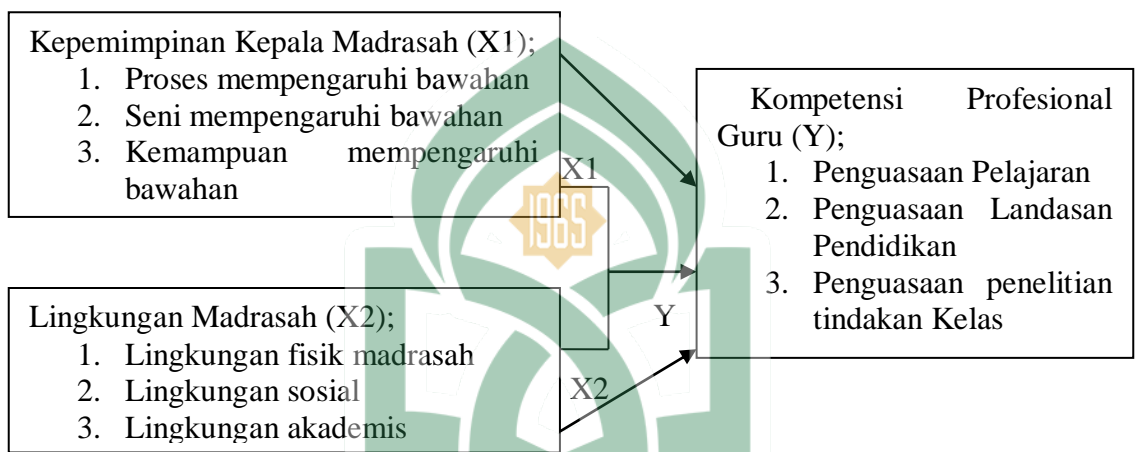 Kepemimpinan Kepala Madrasah (X1);
1. Proses mempengaruhi bawahan
2. Seni mempengaruhi bawahan
3. Kemampuan mempengaruhi
bawahan
X1
1965
Kompetensi Profesional
Guru (Y);
1. Penguasaan Pelajaran
2. Penguasaan Landasan
Pendidikan
3. Penguasaan penelitian
tindakan Kelas
Lingkungan Madrasah (X2);
1. Lingkungan fisik madrasah
2. Lingkungan sosial
3. Lingkungan akademis
Y
X2